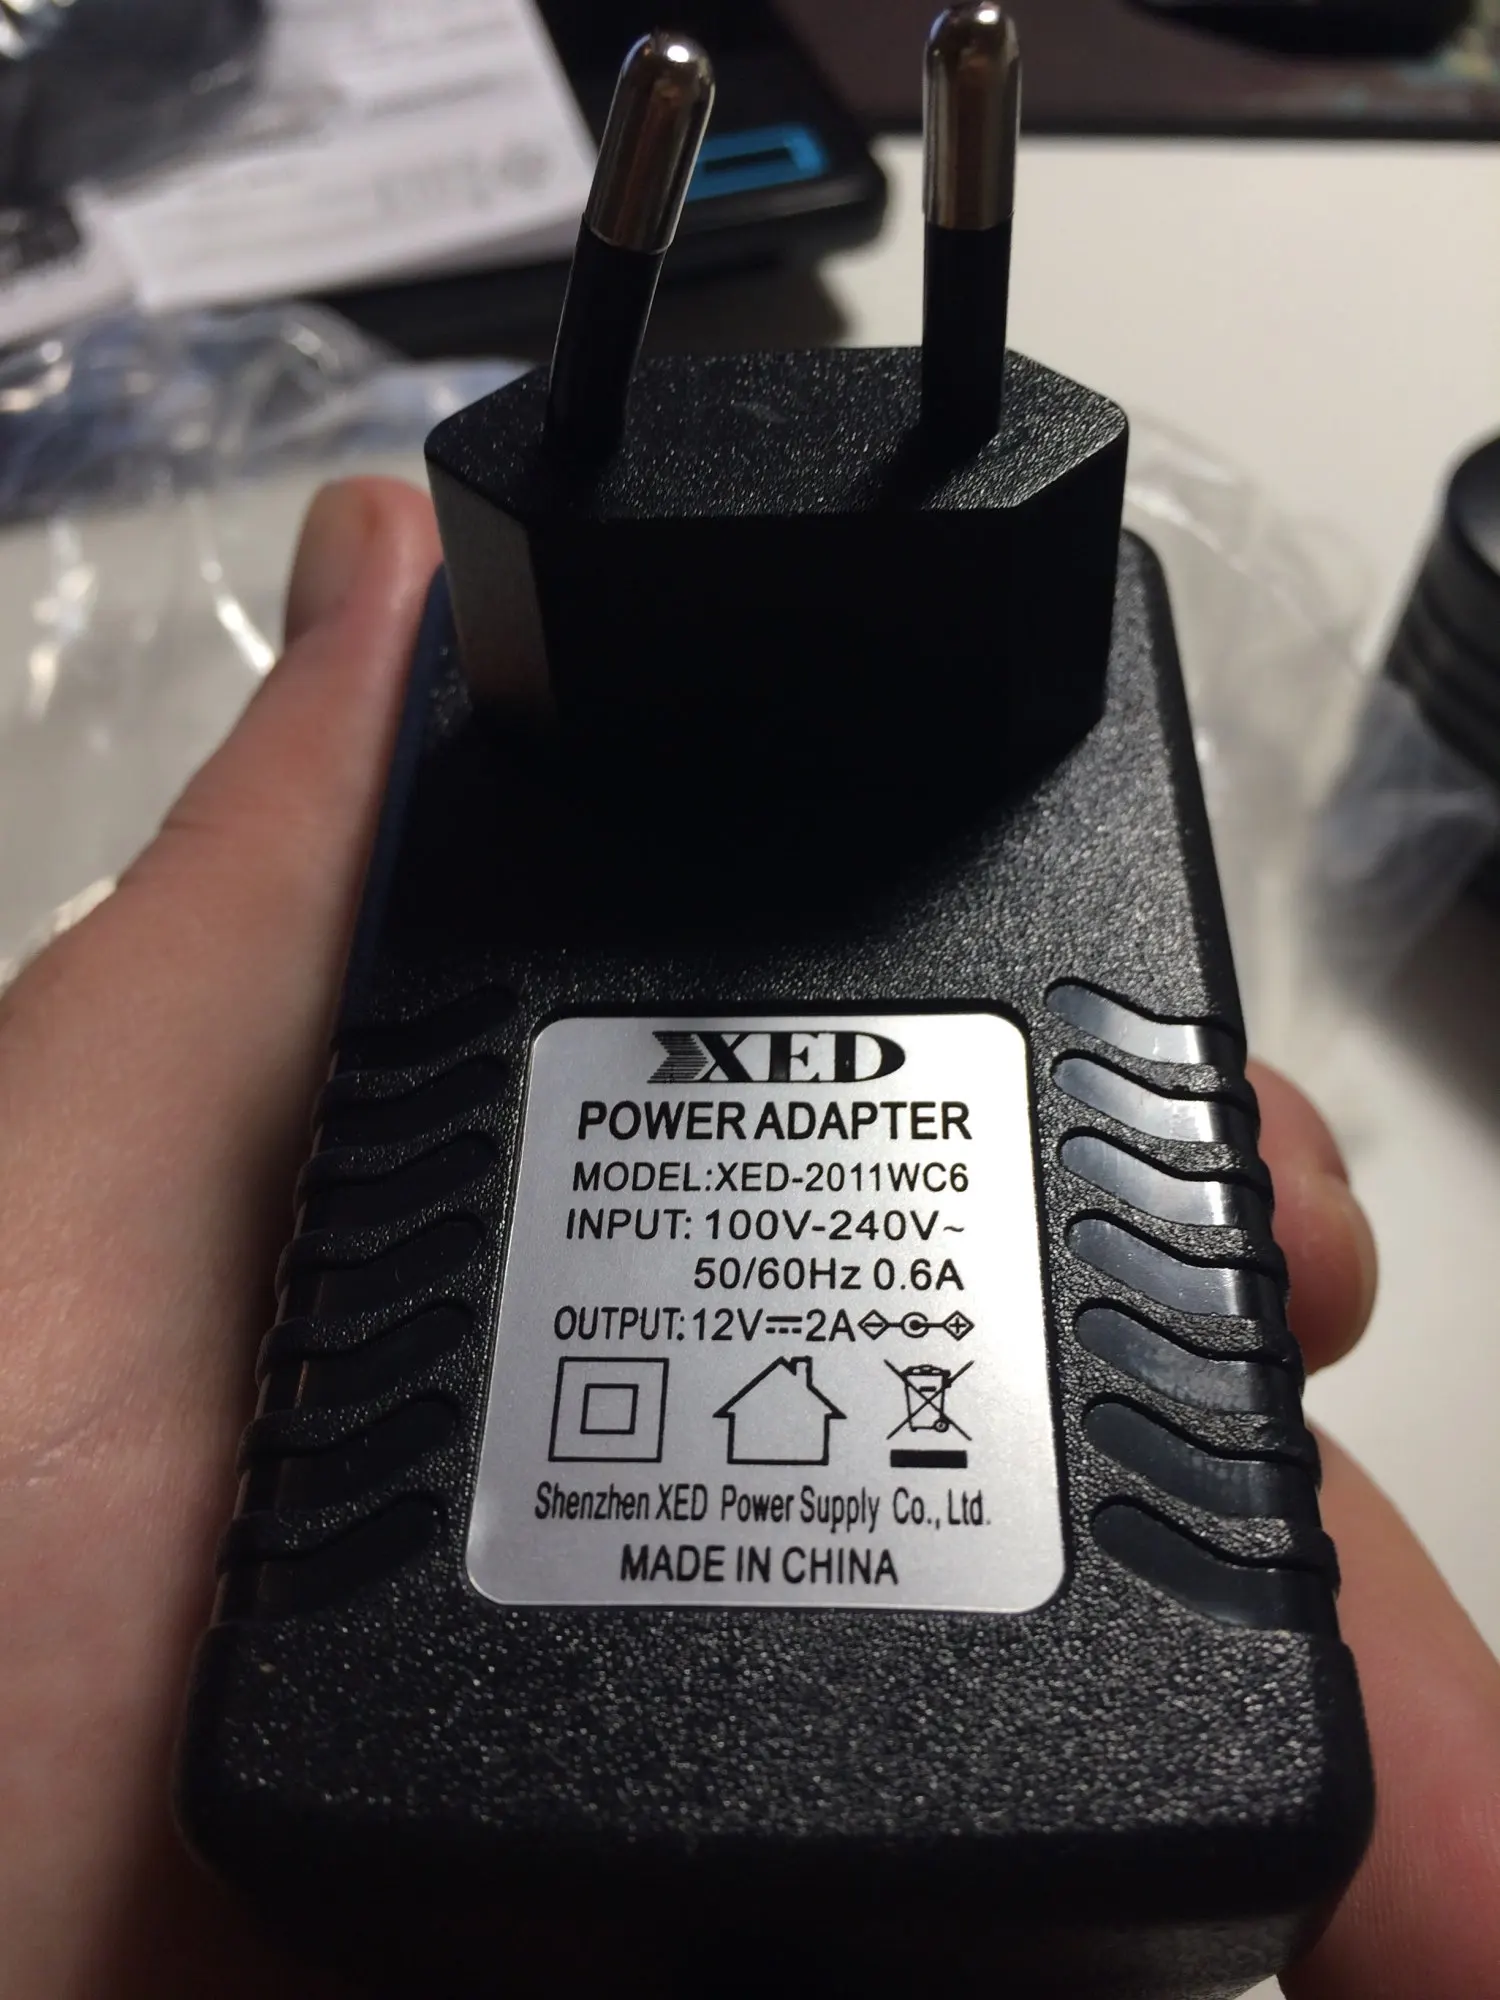 XED
POWER ADAPTER
MODEL:XED-2011WC6
INPUT: 100V-240V~
50/60Hz 0.6A
OUTPUT:12V⎓2A
Shenzhen XED Power Supply Co., Ltd.
MADE IN CHINA